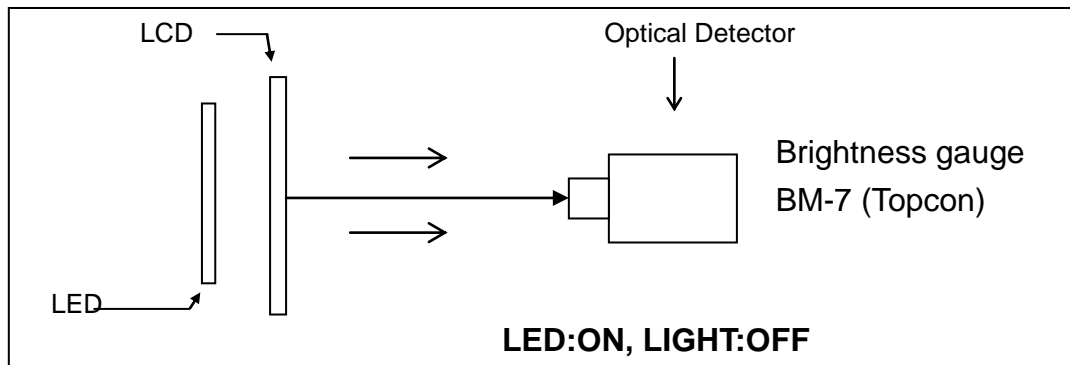 LCD
Optical Detector
Brightness gauge
BM-7 (Topcon)
LED
LED:ON, LIGHT:OFF